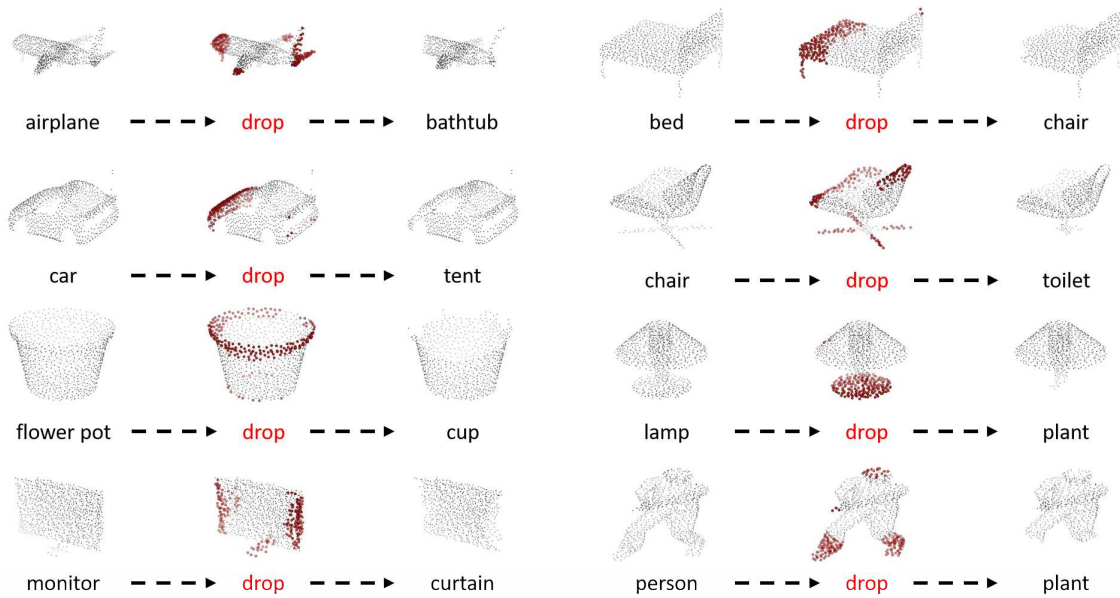 airplane drop bathtub
bed drop chair
car drop tent
chair drop toilet
flower pot drop cup
lamp drop plant
monitor drop curtain
person drop plant